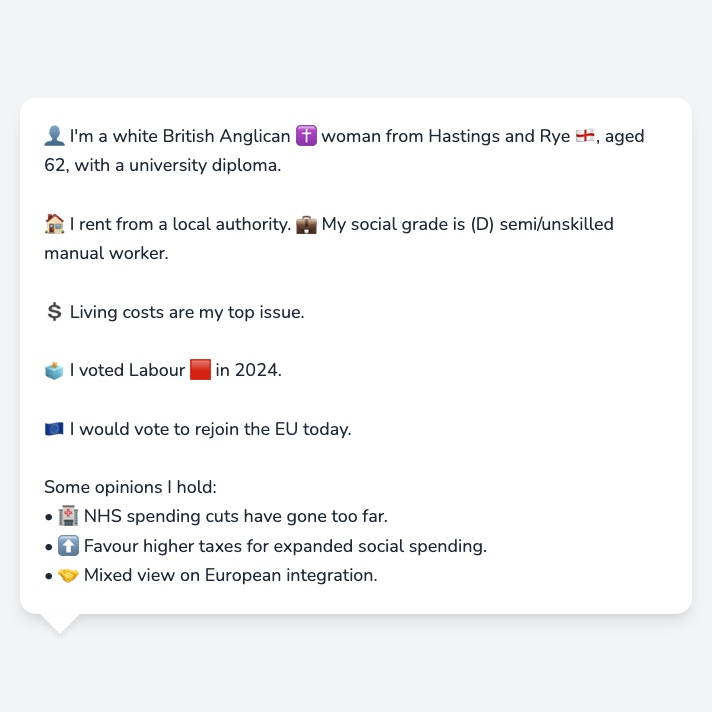 👤 I'm a white British Anglican ✝️ woman from Hastings and Rye 🏴󠁧󠁢󠁥󠁮󠁧󠁿, aged
62, with a university diploma.
🏠 I rent from a local authority. 💼 My social grade is (D) semi/unskilled
manual worker.
💲 Living costs are my top issue.
🗳️ I voted Labour 🟥 in 2024.
🇪🇺 I would vote to rejoin the EU today.
Some opinions I hold:
• 🏥 NHS spending cuts have gone too far.
• ⬆️ Favour higher taxes for expanded social spending.
• 🤝 Mixed view on European integration.